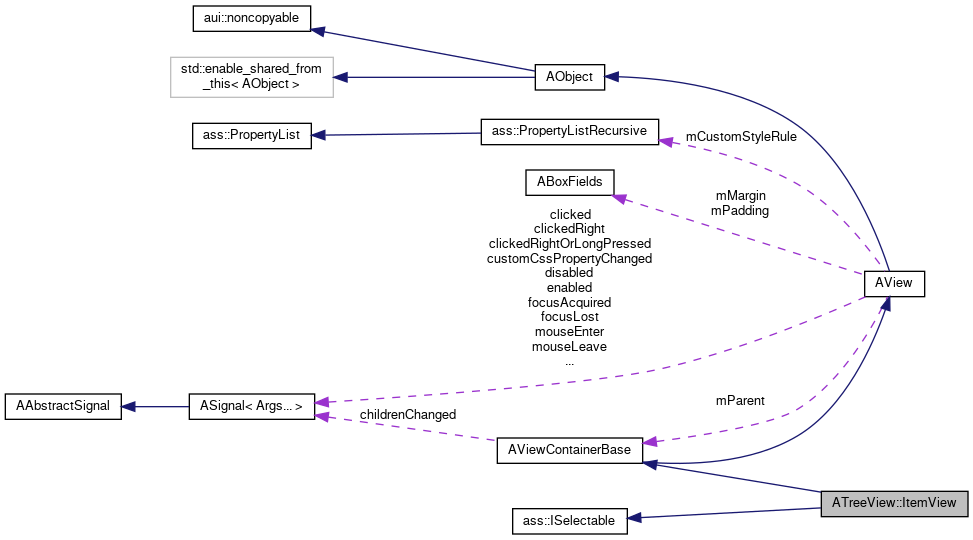 aui::noncopyable
std::enable_shared_from
_this< AObject >
AObject
ass::PropertyList
ass::PropertyListRecursive
mCustomStyleRule
ABoxFields
mMargin
mPadding
clicked
clickedRight
clickedRightOrLongPressed
customCssPropertyChanged
disabled
enabled
focusAcquired
focusLost
mouseEnter
mouseLeave
...
AView
AAbstractSignal
ASignal< Args... >
childrenChanged
mParent
AViewContainerBase
ATreeView::ItemView
ass::ISelectable